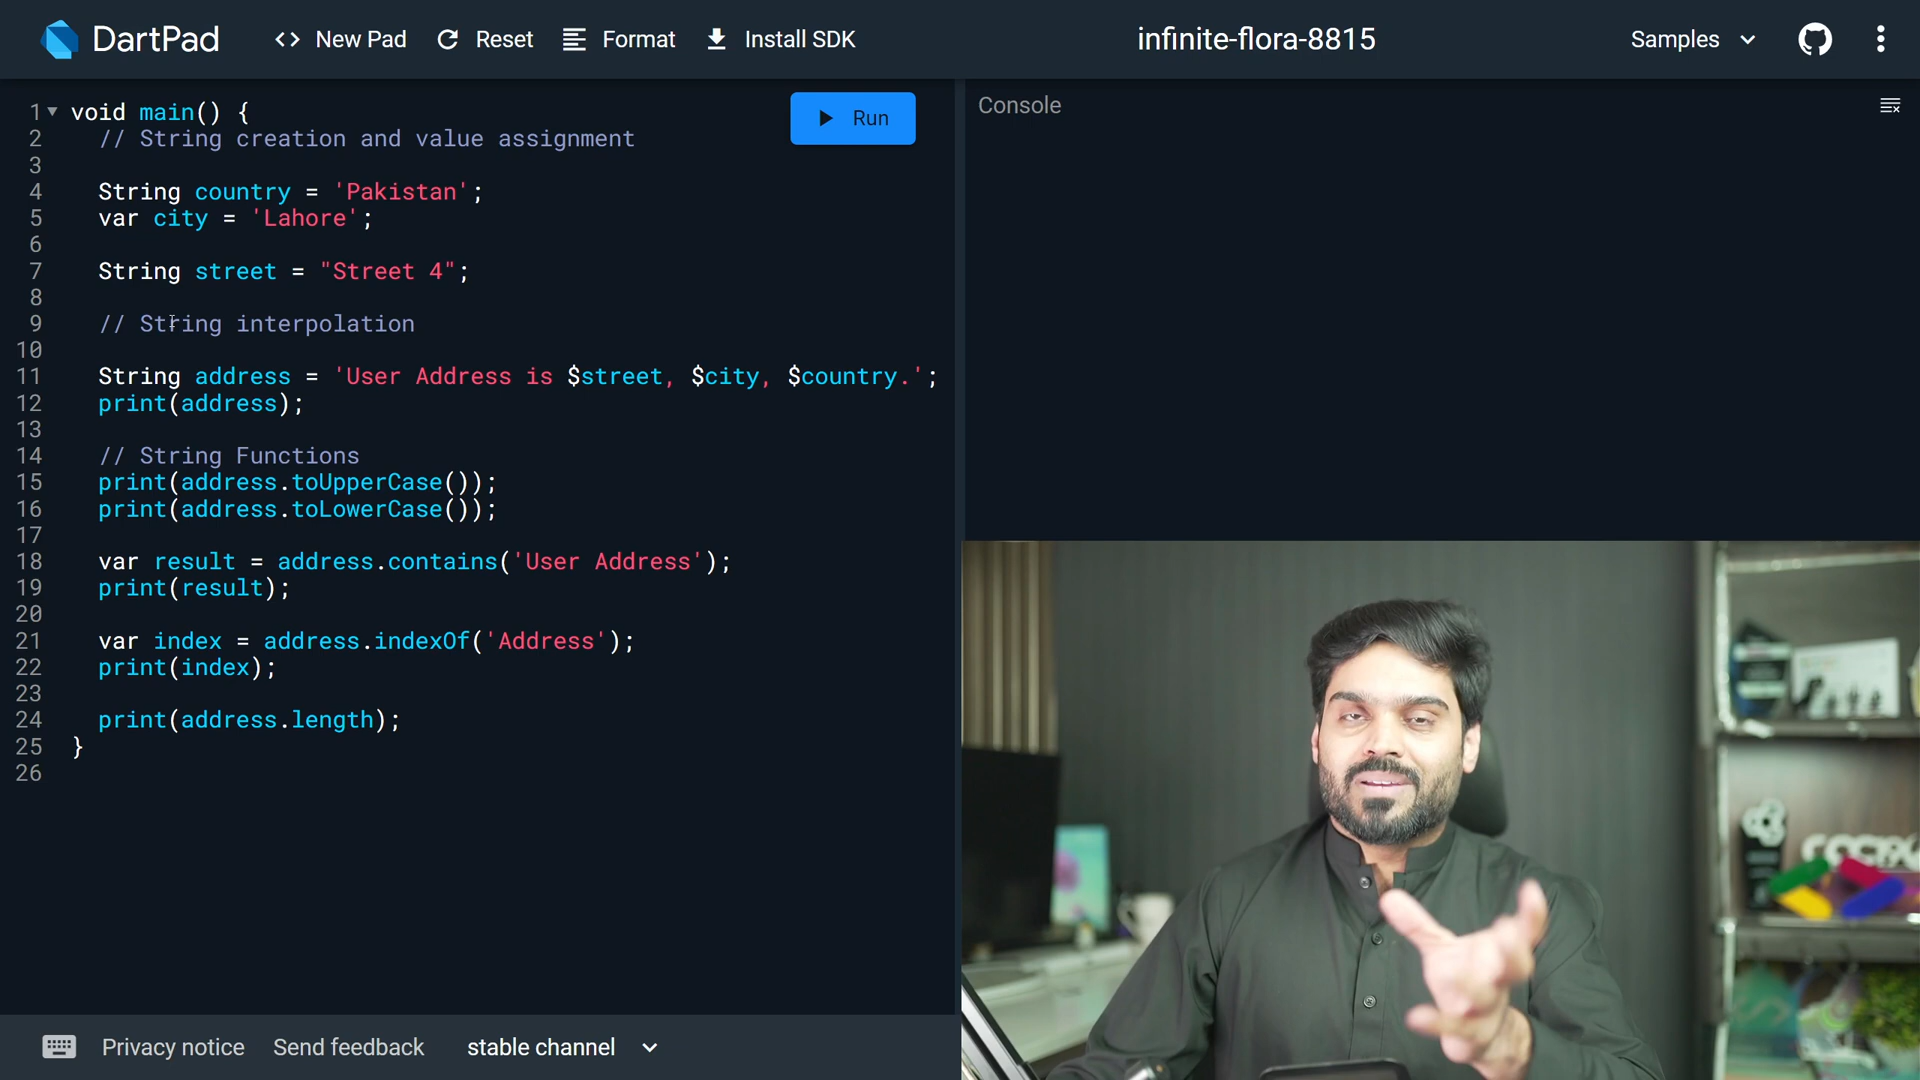 DartPad
<> New Pad
Reset
Format
Install SDK
infinite-flora-8815
Samples
Run
Console
1 void main() {
2 // String creation and value assignment
3
4 String country = 'Pakistan';
5 var city = 'Lahore';
6
7 String street = "Street 4";
8
9 // String interpolation
10
11 String address = 'User Address is $street, $city, $country.';
12 print(address);
13
14 // String Functions
15 print(address.toUpperCase());
16 print(address.toLowerCase());
17
18 var result = address.contains('User Address');
19 print(result);
20
21 var index = address.indexOf('Address');
22 print(index);
23
24 print(address.length);
25 }
26
Privacy notice
Send feedback
stable channel